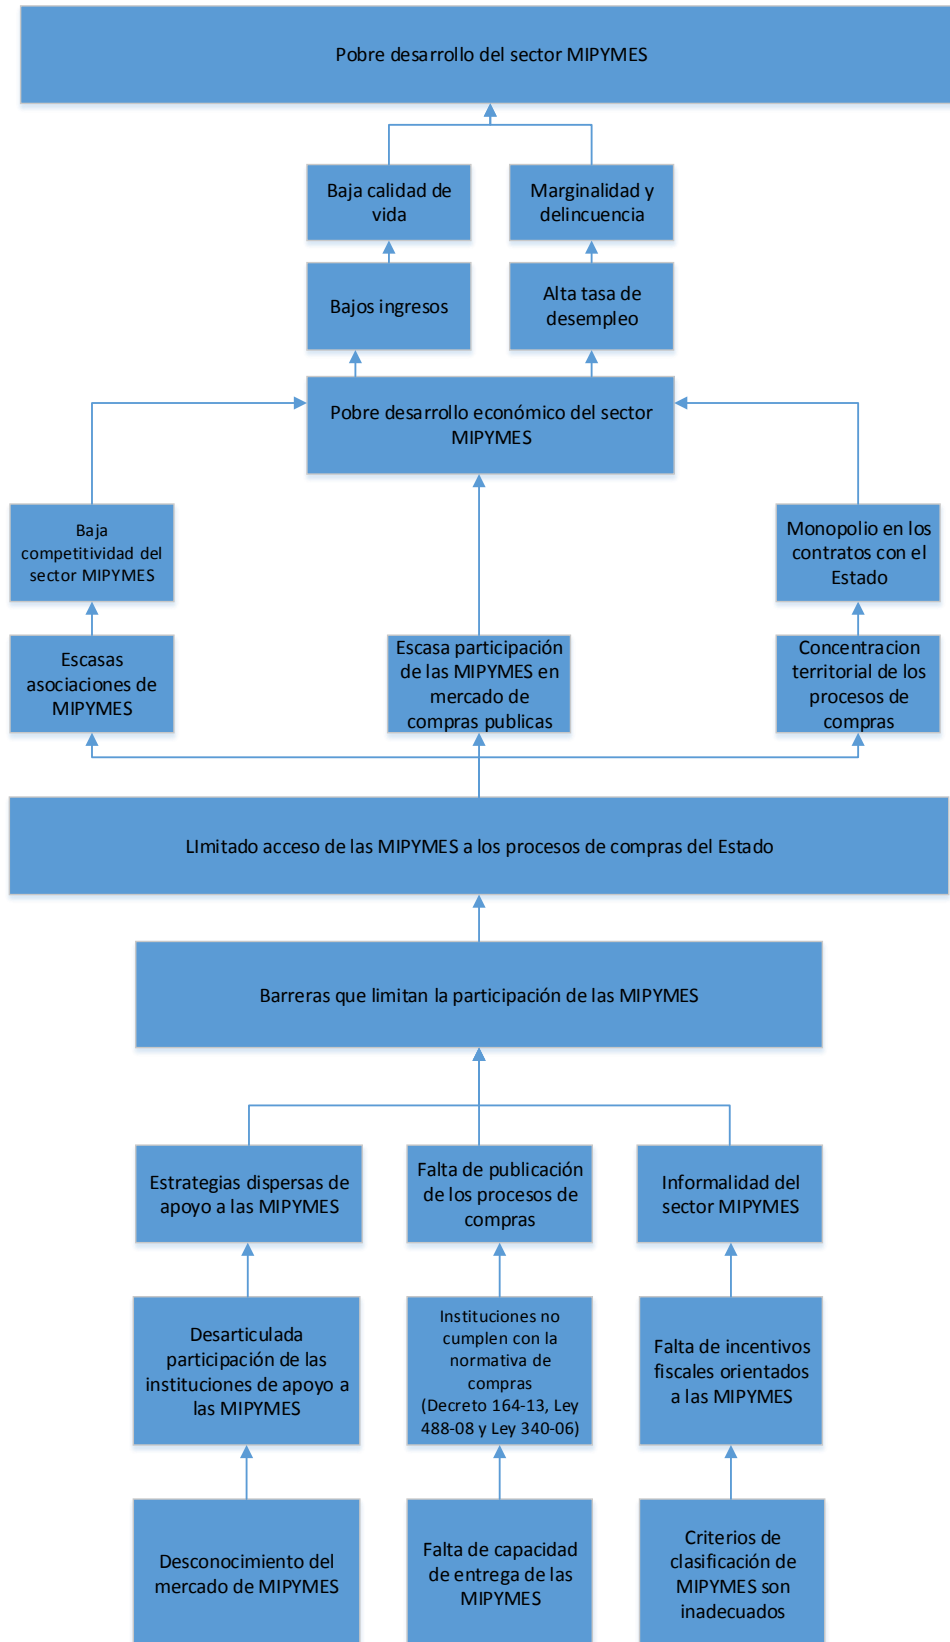 Pobre desarrollo del sector MIPYMES
Baja calidad de
vida
Marginalidad y
delincuencia
Bajos ingresos
Alta tasa de
desempleo
Pobre desarrollo económico del sector
MIPYMES
Baja
competitividad del
sector MIPYMES
Monopolio en los
contratos con el
Estado
Escasas
asociaciones de
MIPYMES
Escasa participación
de las MIPYMES en
mercado de
compras publicas
Concentracion
territorial de los
procesos de
compras
LImitado acceso de las MIPYMES a los procesos de compras del Estado
Barreras que limitan la participación de las MIPYMES
Estrategias dispersas de
apoyo a las MIPYMES
Falta de publicación
de los procesos de
compras
Informalidad del
sector MIPYMES
Desarticulada
participación de las
instituciones de apoyo a
las MIPYMES
Instituciones no
cumplen con la
normativa de
compras
(Decreto 164-13, Ley
488-08 y Ley 340-06)
Falta de incentivos
fiscales orientados
a las MIPYMES
Desconocimiento del
mercado de MIPYMES
Falta de capacidad
de entrega de las
MIPYMES
Criterios de
clasificación de
MIPYMES son
inadecuados